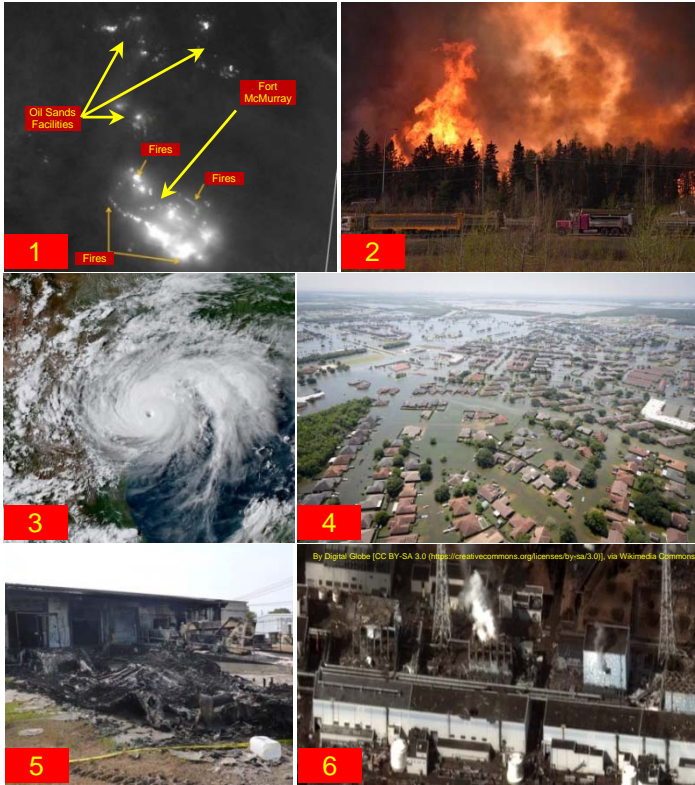 Oil Sands
Facilities
Fort
McMurray
Fires
Fires
Fires
1
2
3
4
By Digital Globe [CC BY-SA 3.0 (https://creativecommons.org/licenses/by-sa/3.0)], via Wikimedia Commons
5
6